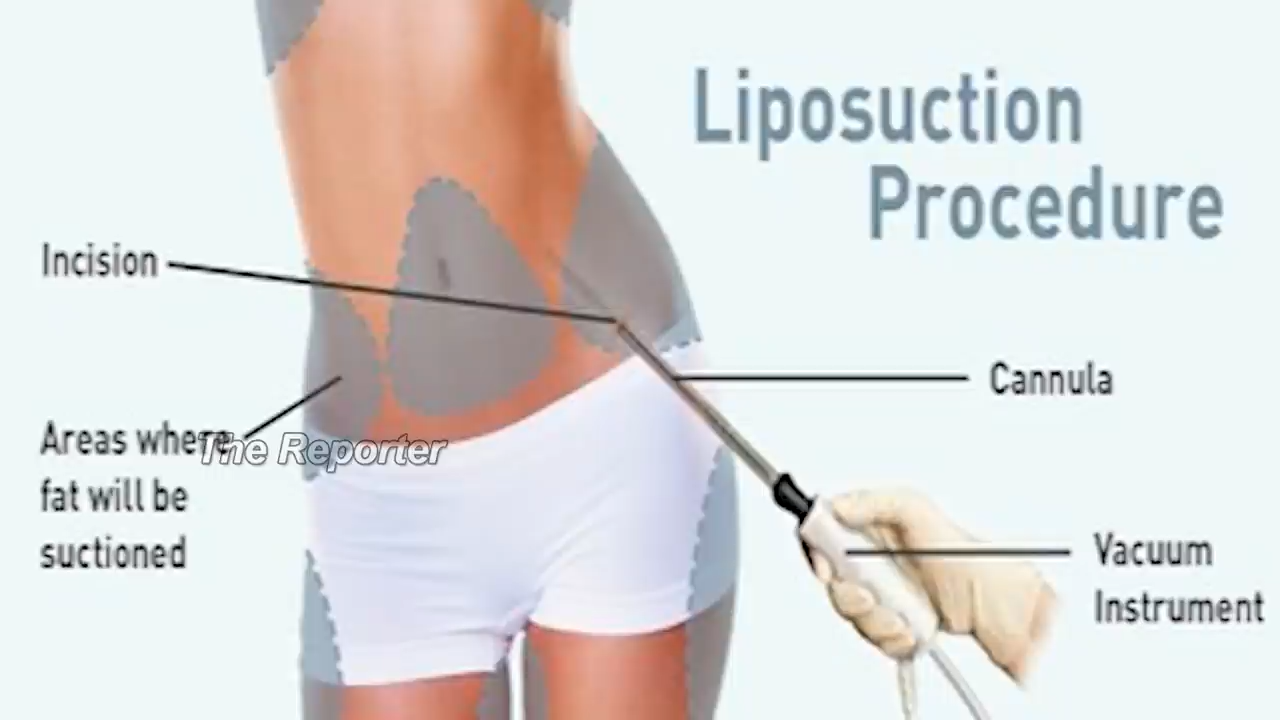 Liposuction
Procedure
Incision
Areas where
fat will be
suctioned
The Reporter
Cannula
Vacuum
Instrument